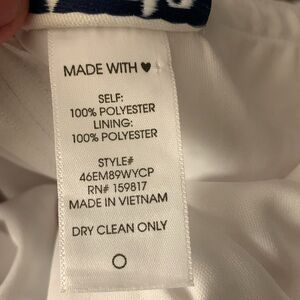 MADE WITH ♥
SELF:
100% POLYESTER
LINING:
100% POLYESTER
STYLE#
46EM89WYCP
RN# 159817
MADE IN VIETNAM
DRY CLEAN ONLY